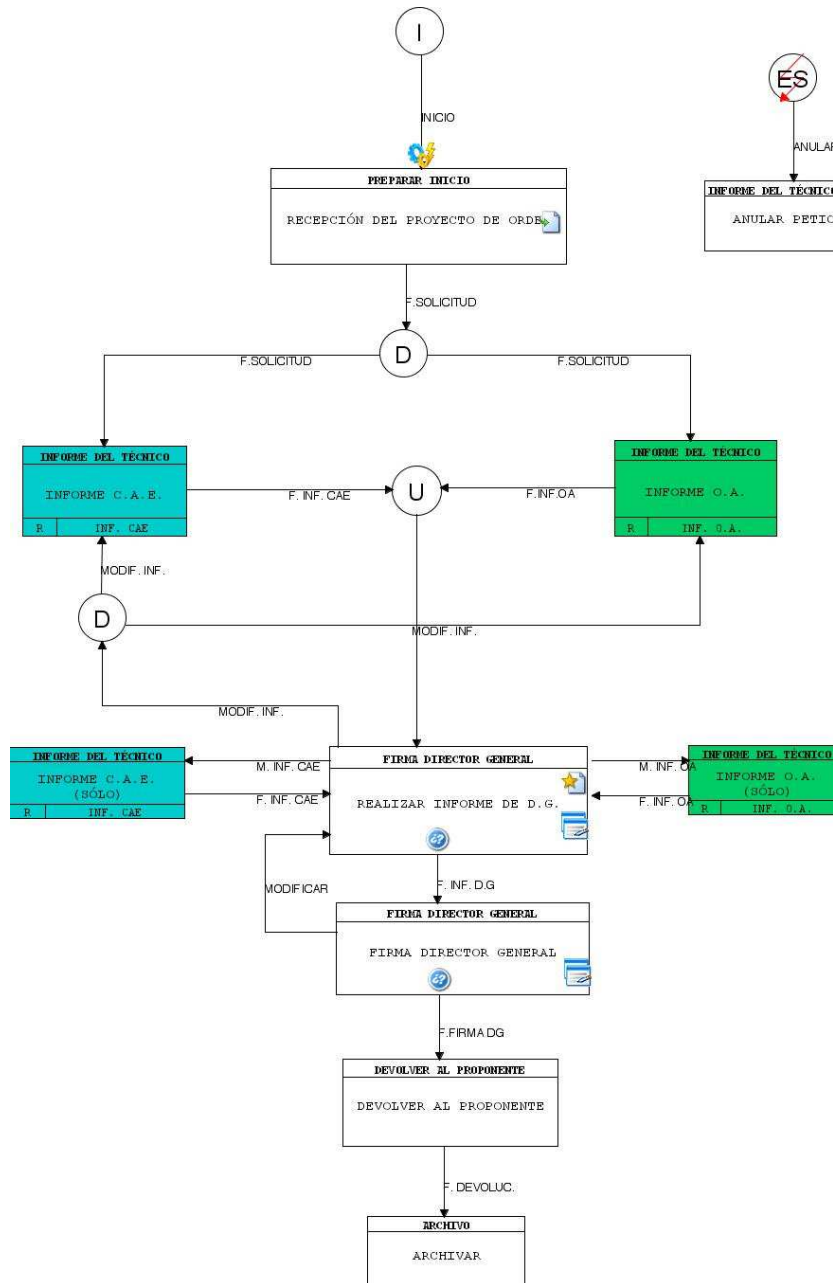 I
ES
INICIO
ANULAR
PREPARAR INICIO
RECEPCIÓN DEL PROYECTO DE ORDE
INFORME DEL TÉCNICO
ANULAR PETIC
F.SOLICITUD
D
F.SOLICITUD
F.SOLICITUD
INFORME DEL TÉCNICO
INFORME C.A.E.
R INF. CAE
F. INF. CAE
U
F.INF.OA
INFORME DEL TÉCNICO
INFORME O.A.
R INF. O.A.
MODIF. INF.
D
MODIF. INF.
MODIF. INF.
INFORME DEL TÉCNICO
INFORME C.A.E.
(SÓLO)
R INF. CAE
M. INF. CAE
F. INF. CAE
FIRMA DIRECTOR GENERAL
REALIZAR INFORME DE D.G.
¿?
M. INF. OA
F. INF. OA
INFORME DEL TÉCNICO
INFORME O.A.
(SÓLO)
R INF. O.A.
MODIFICAR
F. INF. D.G
FIRMA DIRECTOR GENERAL
FIRMA DIRECTOR GENERAL
¿?
F.FIRMA DG
DEVOLVER AL PROPONENTE
DEVOLVER AL PROPONENTE
F. DEVOLUC.
ARCHIVO
ARCHIVAR